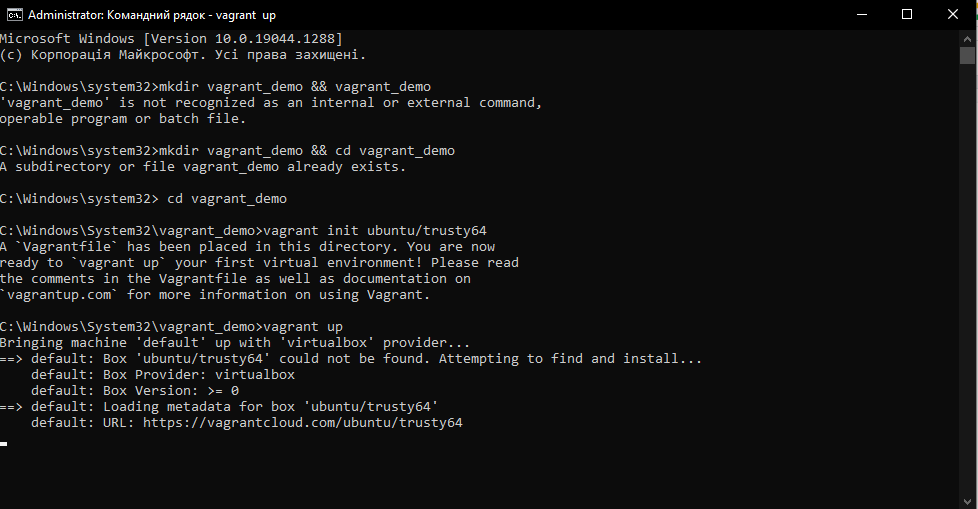 Administrator: Командний рядок - vagrant  up
Microsoft Windows [Version 10.0.19044.1288]
(c) Корпорація Майкрософт. Усі права захищені.
C:\Windows\system32>mkdir vagrant_demo && vagrant_demo
'vagrant_demo' is not recognized as an internal or external command,
operable program or batch file.
C:\Windows\system32>mkdir vagrant_demo && cd vagrant_demo
A subdirectory or file vagrant_demo already exists.
C:\Windows\system32> cd vagrant_demo
C:\Windows\System32\vagrant_demo>vagrant init ubuntu/trusty64
A `Vagrantfile` has been placed in this directory. You are now
ready to `vagrant up` your first virtual environment! Please read
the comments in the Vagrantfile as well as documentation on
`vagrantup.com` for more information on using Vagrant.
C:\Windows\System32\vagrant_demo>vagrant up
Bringing machine 'default' up with 'virtualbox' provider...
==> default: Box 'ubuntu/trusty64' could not be found. Attempting to find and install...
    default: Box Provider: virtualbox
    default: Box Version: >= 0
==> default: Loading metadata for box 'ubuntu/trusty64'
    default: URL: https://vagrantcloud.com/ubuntu/trusty64